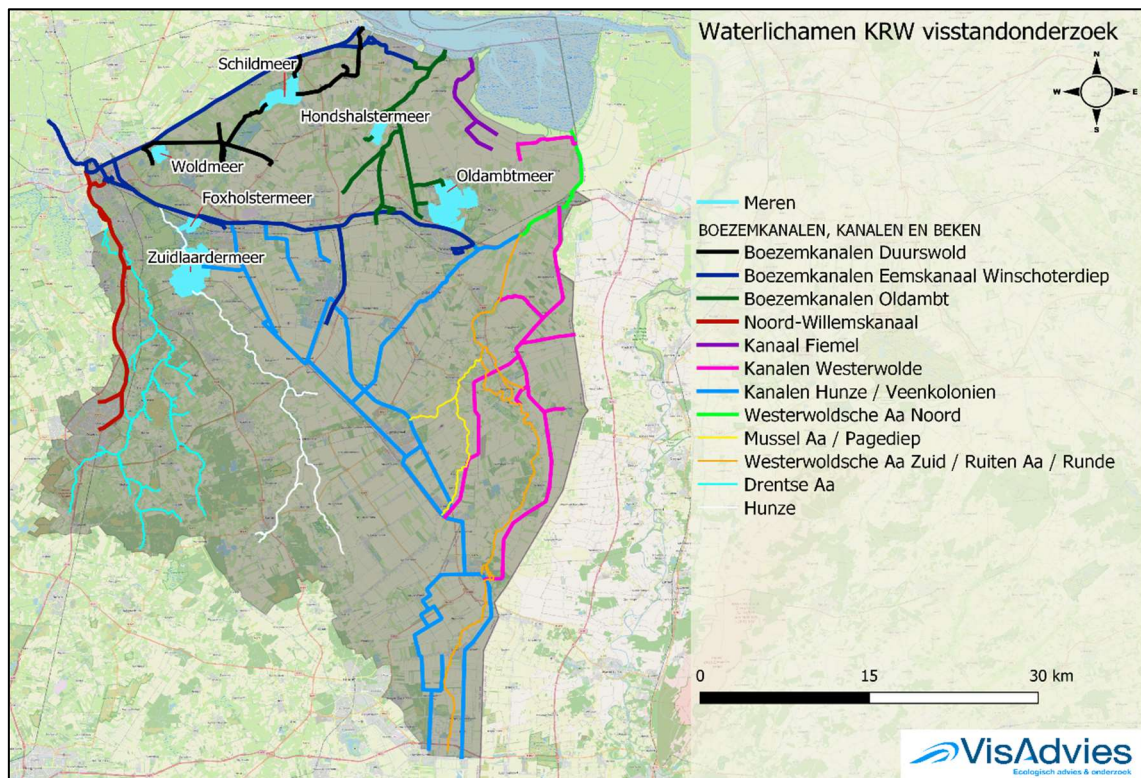 Waterlichamen KRW visstandonderzoek
N
W E
S
Schildmeer
Hondshalstermeer
Woldmeer
Oldambtmeer
Foxholstermeer
Zuidlaardermeer
Meren
BOEZEMKANALEN, KANALEN EN BEKEN
Boezemkanalen Duurswold
Boezemkanalen Eemskanaal Winschoterdiep
Boezemkanalen Oldambt
Noord-Willemskanaal
Kanaal Fiemel
Kanalen Westerwolde
Kanalen Hunze / Veenkolonien
Westerwoldsche Aa Noord
Mussel Aa / Pagediep
Westerwoldsche Aa Zuid / Ruiten Aa / Runde
Drentse Aa
Hunze
0 15 30 km
VisAdvies
Ecologisch advies & onderzoek